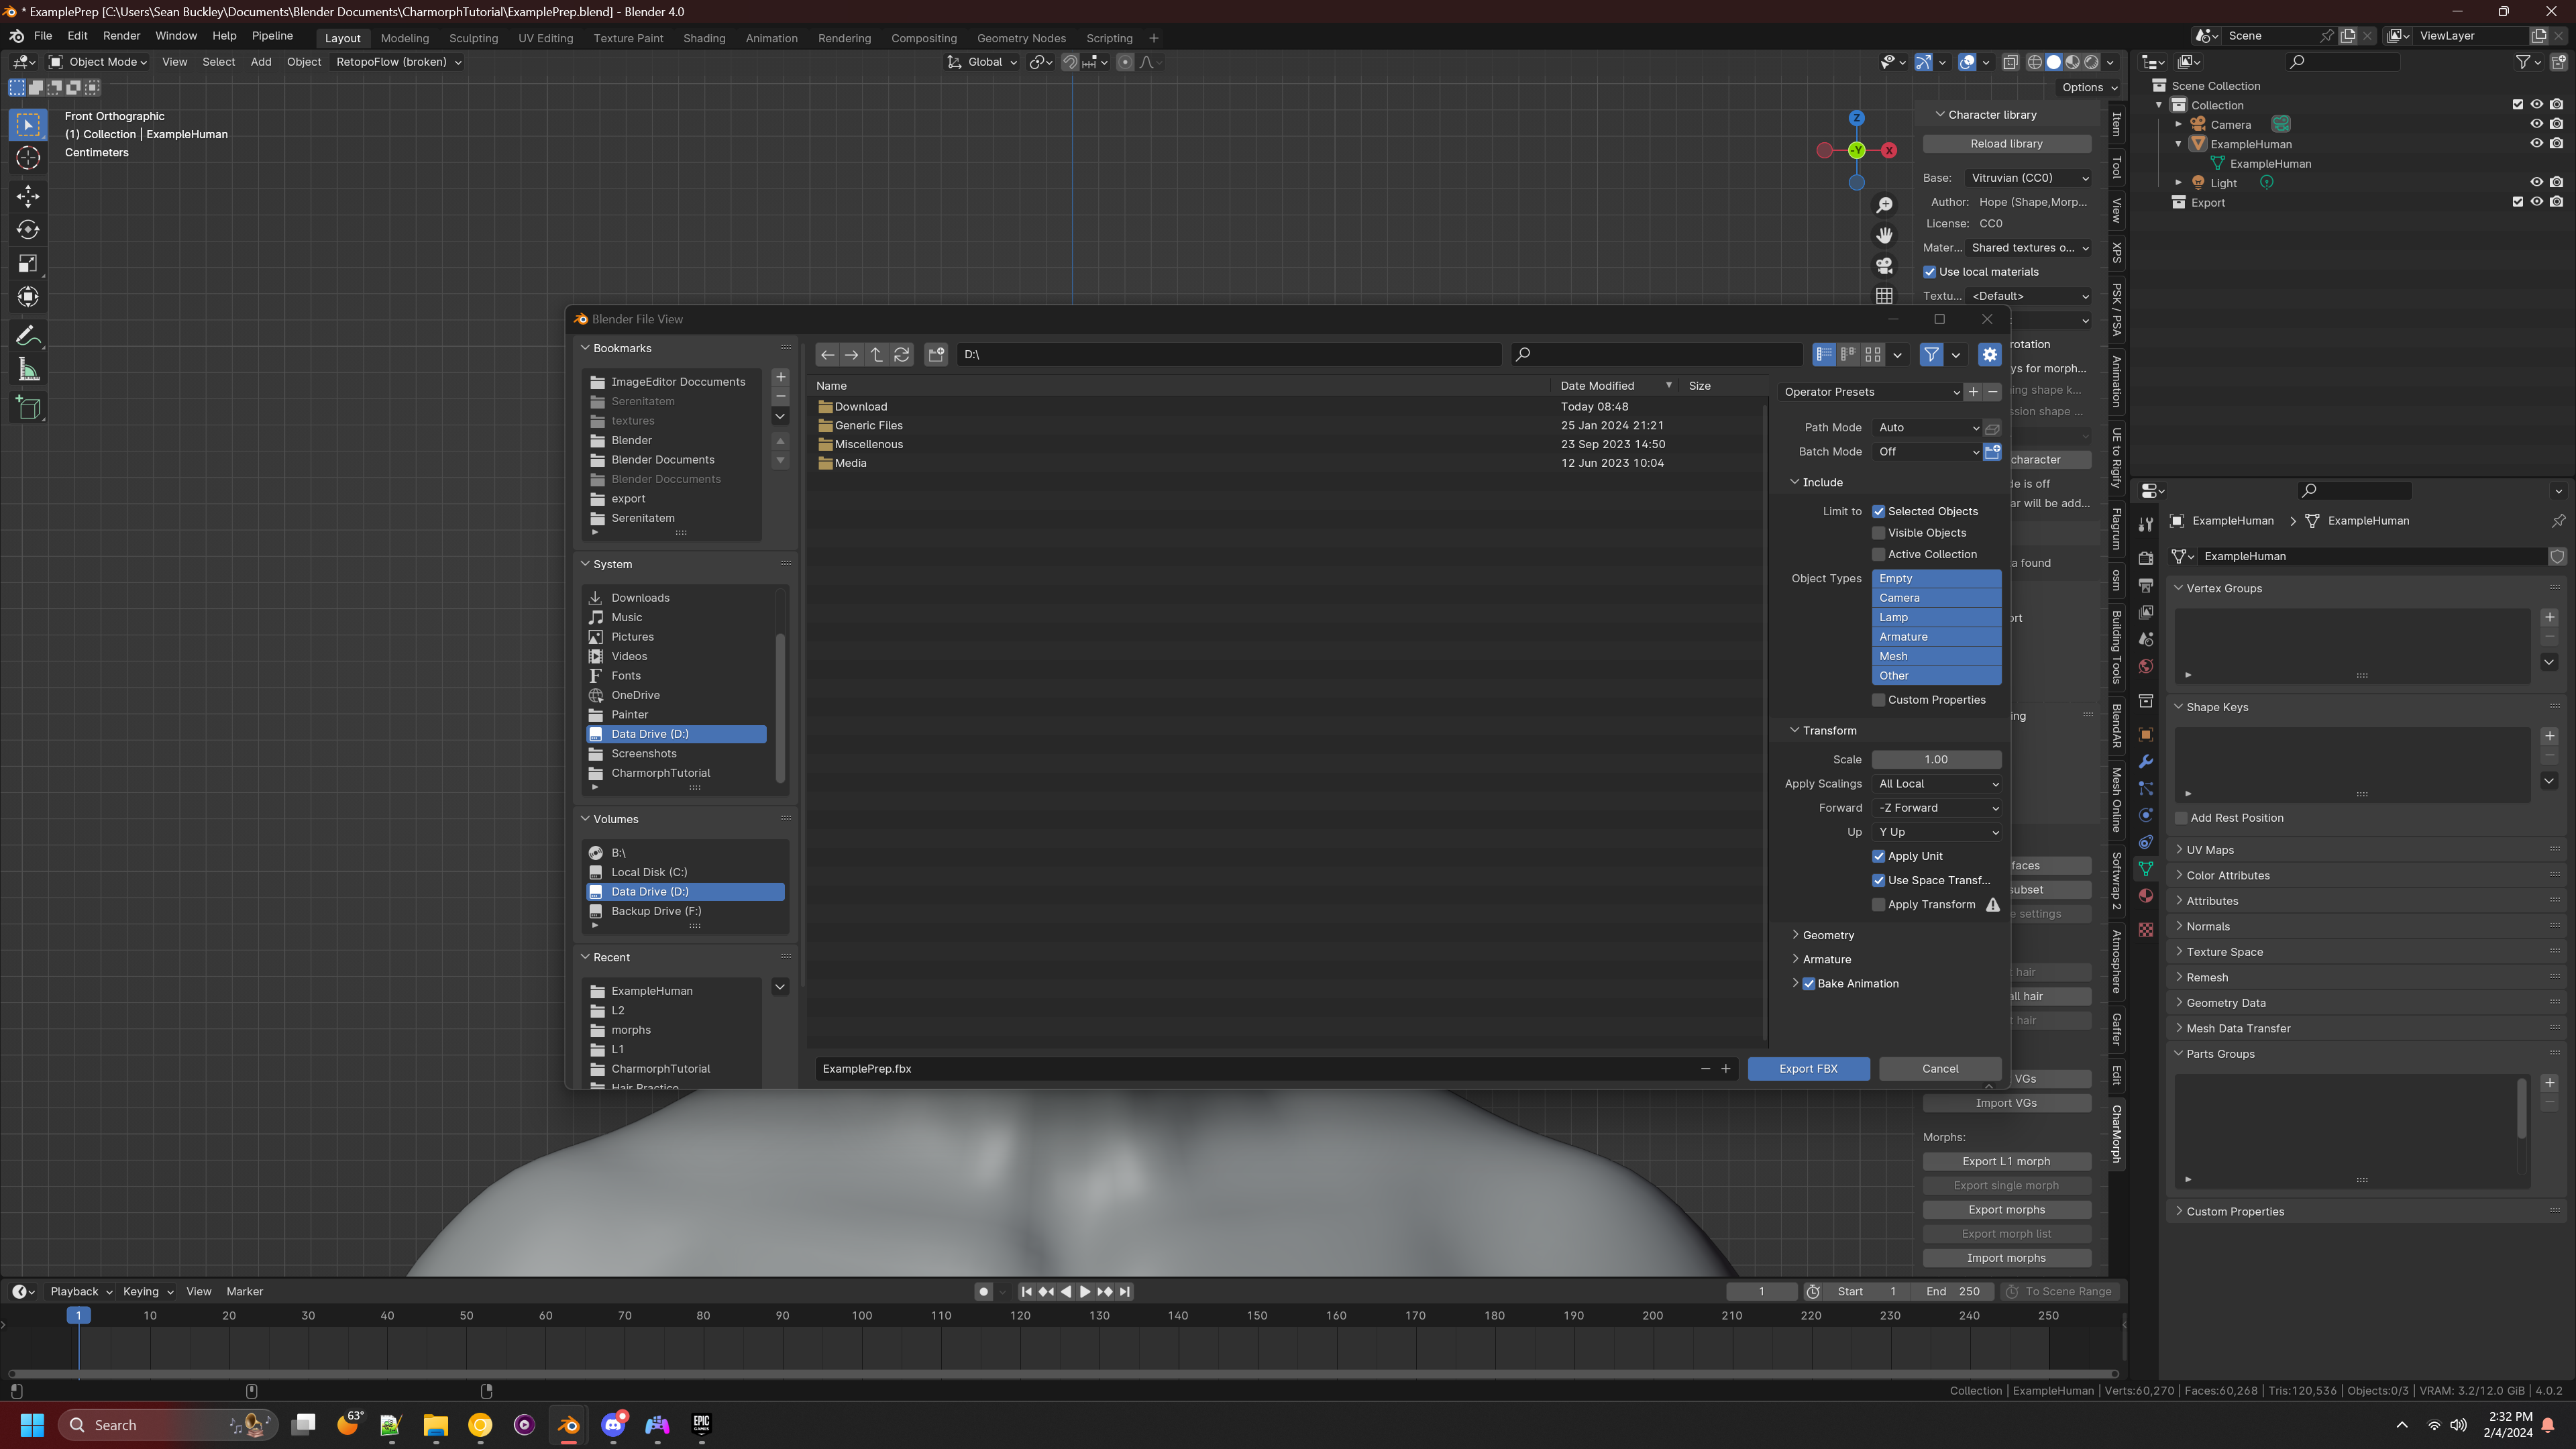 * ExamplePrep [C:\Users\Sean Buckley\Documents\Blender Documents\CharmorphTutorial\ExamplePrep.blend] - Blender 4.0
File Edit Render Window Help Pipeline Layout Modeling Sculpting UV Editing Texture Paint Shading Animation Rendering Compositing Geometry Nodes Scripting + Scene ViewLayer
Object Mode View Select Add Object RetopoFlow (broken) Global
Options
Front Orthographic
(1) Collection | ExampleHuman
Centimeters
Z
-Y X
Character library
Reload library
Base: Vitruvian (CC0)
Author: Hope (Shape,Morp...
License: CC0
Mater... Shared textures o...
Use local materials
Textu... <Default>
rotation
ys for morph...
ing shape k...
ssion shape ...
character
de is off
ar will be add...
a found
ort
ing
faces
subset
e settings
t hair
all hair
t hair
VGs
Import VGs
Morphs:
Export L1 morph
Export single morph
Export morphs
Export morph list
Import morphs
Item
Tool
View
XPS
PSK / PSA
Animation
UE to Rigify
Flagrum
osm
Building Tools
BlendAR
Mesh Online
Softwrap 2
Atmosphere
Gaffer
Edit
CharMorph
Blender File View
Bookmarks
ImageEditor Doccuments
Serenitatem
textures
Blender
Blender Documents
Blender Doccuments
export
Serenitatem
System
Downloads
Music
Pictures
Videos
Fonts
OneDrive
Painter
Data Drive (D:)
Screenshots
CharmorphTutorial
Volumes
B:\
Local Disk (C:)
Data Drive (D:)
Backup Drive (F:)
Recent
ExampleHuman
L2
morphs
L1
CharmorphTutorial
Hair Practice
D:\
Name Date Modified Size
Download Today 08:48
Generic Files 25 Jan 2024 21:21
Miscellenous 23 Sep 2023 14:50
Media 12 Jun 2023 10:04
ExamplePrep.fbx
Operator Presets
Path Mode Auto
Batch Mode Off
Include
Limit to Selected Objects
Visible Objects
Active Collection
Object Types Empty
Camera
Lamp
Armature
Mesh
Other
Custom Properties
Transform
Scale 1.00
Apply Scalings All Local
Forward -Z Forward
Up Y Up
Apply Unit
Use Space Transf...
Apply Transform
Geometry
Armature
Bake Animation
Export FBX Cancel
Scene Collection
Collection
Camera
ExampleHuman
ExampleHuman
Light
Export
ExampleHuman > ExampleHuman
ExampleHuman
Vertex Groups
Shape Keys
Add Rest Position
UV Maps
Color Attributes
Attributes
Normals
Texture Space
Remesh
Geometry Data
Mesh Data Transfer
Parts Groups
Custom Properties
Playback Keying View Marker 1 Start 1 End 250 To Scene Range
1 10 20 30 40 50 60 70 80 90 100 110 120 130 140 150 160 170 180 190 200 210 220 230 240 250
Collection | ExampleHuman | Verts:60,270 | Faces:60,268 | Tris:120,536 | Objects:0/3 | VRAM: 3.2/12.0 GiB | 4.0.2
Search 63° EPIC GAMES 2:32 PM
2/4/2024